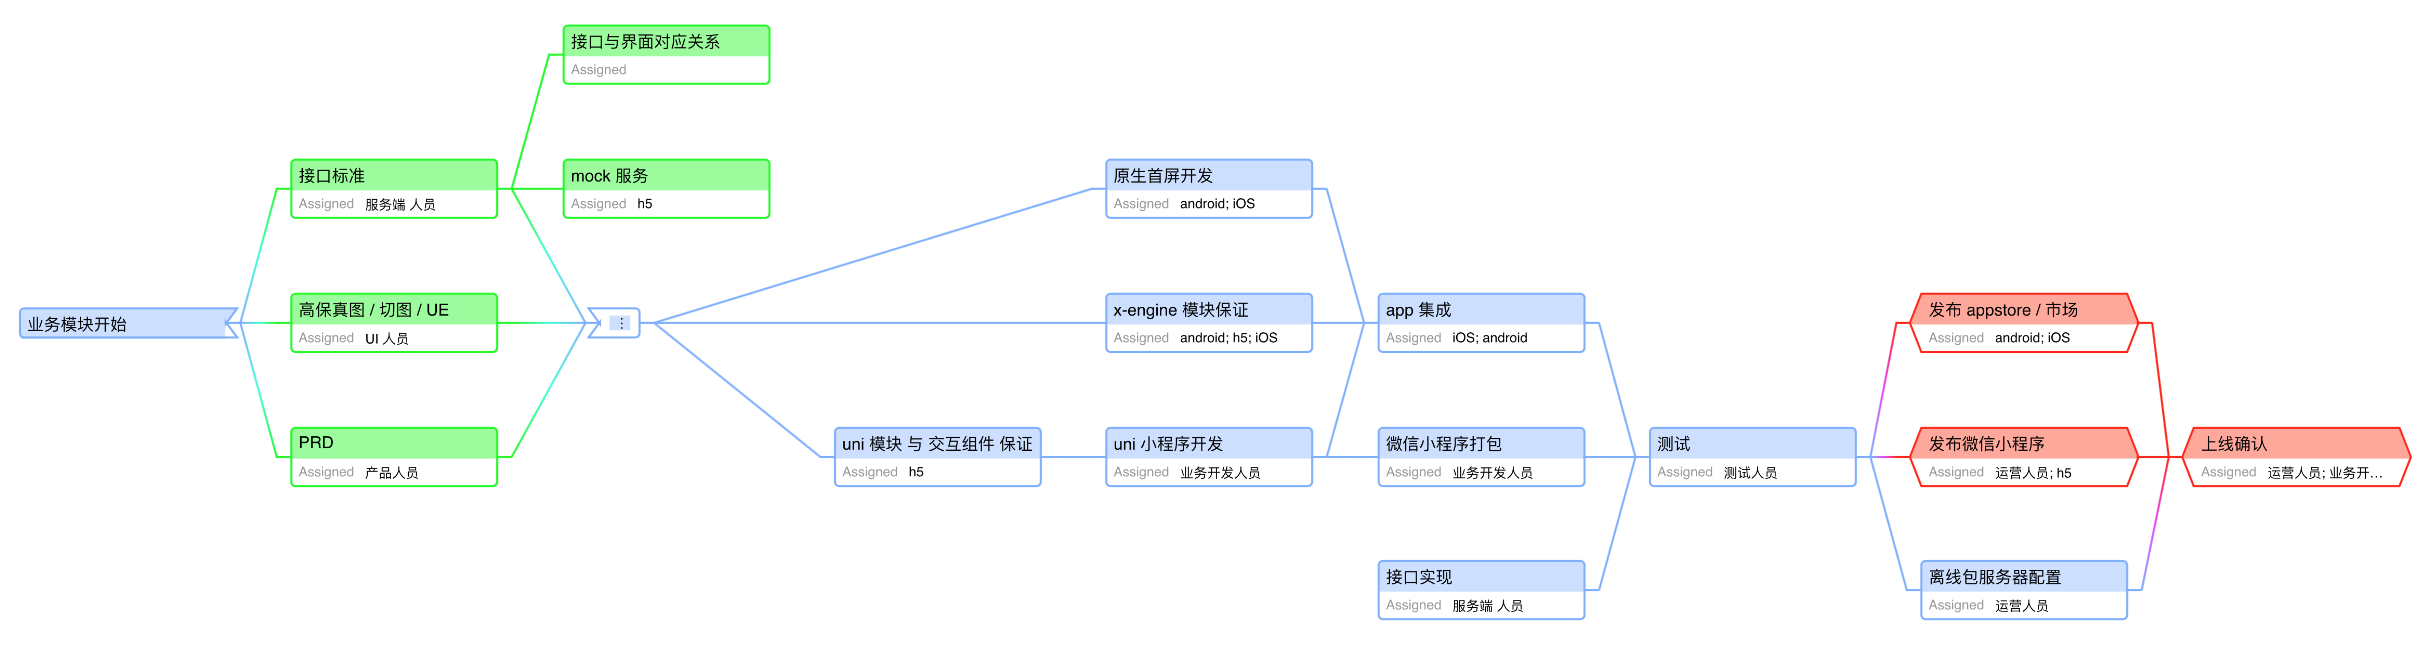 接口与界面对应关系
Assigned
接口标准
Assigned 服务端 人员
mock 服务
Assigned h5
原生首屏开发
Assigned android; iOS
业务模块开始
高保真图 / 切图 / UE
Assigned UI 人员
⋮
x-engine 模块保证
Assigned android; h5; iOS
app 集成
Assigned iOS; android
发布 appstore / 市场
Assigned android; iOS
PRD
Assigned 产品人员
uni 模块 与 交互组件 保证
Assigned h5
uni 小程序开发
Assigned 业务开发人员
微信小程序打包
Assigned 业务开发人员
测试
Assigned 测试人员
发布微信小程序
Assigned 运营人员; h5
上线确认
Assigned 运营人员; 业务开...
接口实现
Assigned 服务端 人员
离线包服务器配置
Assigned 运营人员